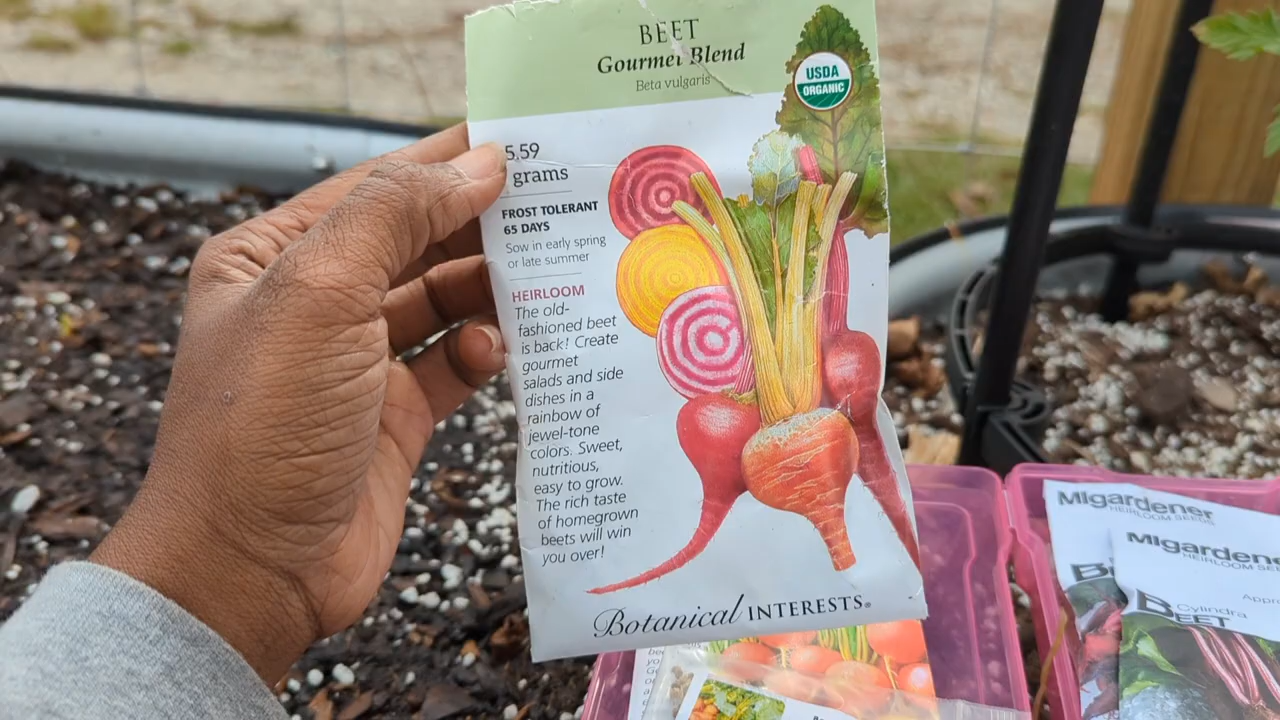 BEET
Gourmet Blend
Beta vulgaris
USDA
ORGANIC
5.59
grams
FROST TOLERANT
65 DAYS
Sow in early spring
or late summer
HEIRLOOM
The old-
fashioned beet
is back! Create
gourmet
salads and side
dishes in a
rainbow of
jewel-tone
colors. Sweet,
nutritious,
easy to grow.
The rich taste
of homegrown
beets will win
you over!
Botanical INTERESTS®
MIgardener
HEIRLOOM SEEDS
MIgardener
Cylindra
BEET